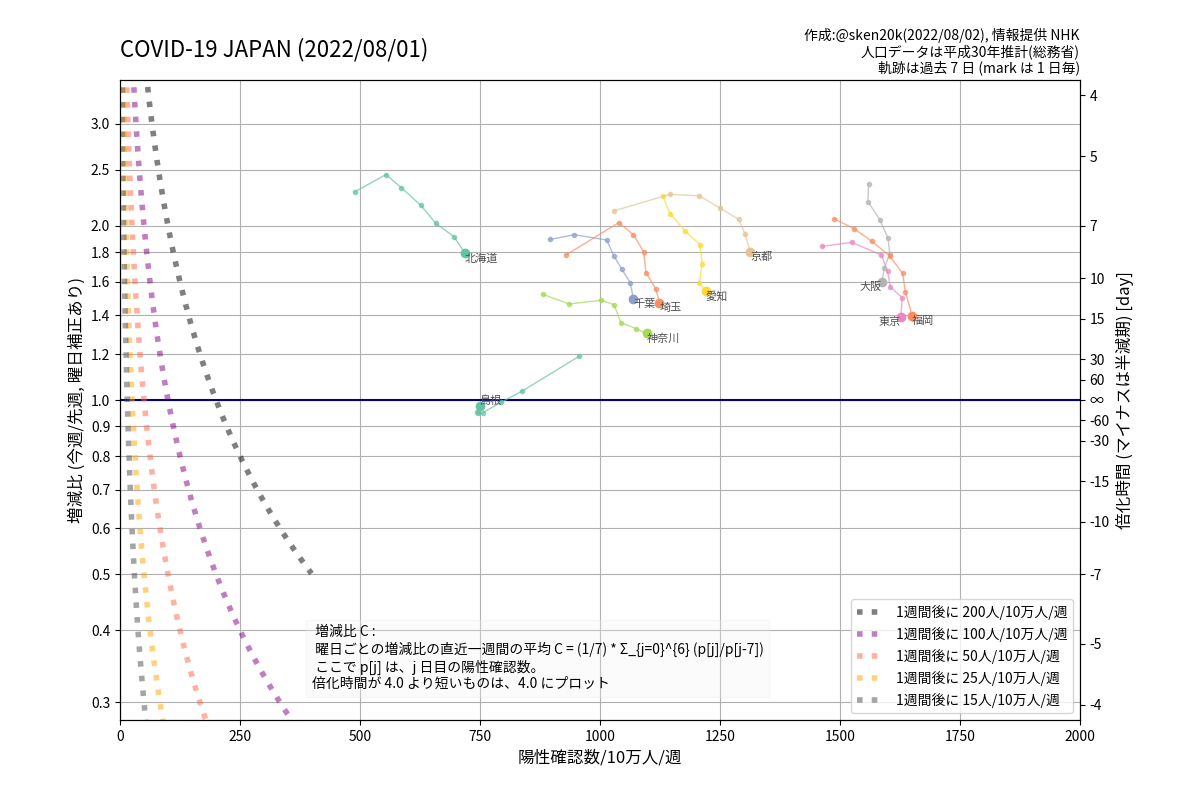 COVID-19 JAPAN (2022/08/01)
作成:@sken20k(2022/08/02), 情報提供 NHK
人口データは平成30年推計(総務省)
軌跡は過去 7 日 (mark は 1 日毎)
増減比 (今週/先週, 曜日補正あり)
3.0
2.5
2.0
1.8
1.6
1.4
1.2
1.0
0.9
0.8
0.7
0.6
0.5
0.4
0.3
北海道
京都
大阪
愛知
千葉
埼玉
東京
福岡
神奈川
島根
4
5
7
10
15
30
60
∞
-60
-30
-15
-10
-7
-5
-4
倍化時間 (マイナスは半減期) [day]
増減比 C :
曜日ごとの増減比の直近一週間の平均 C = (1/7) * Σ_{j=0}^{6} (p[j]/p[j-7])
ここで p[j] は、j 日目の陽性確認数。
倍化時間が 4.0 より短いものは、4.0 にプロット
1週間後に 200人/10万人/週
1週間後に 100人/10万人/週
1週間後に 50人/10万人/週
1週間後に 25人/10万人/週
1週間後に 15人/10万人/週
0 250 500 750 1000 1250 1500 1750 2000
陽性確認数/10万人/週